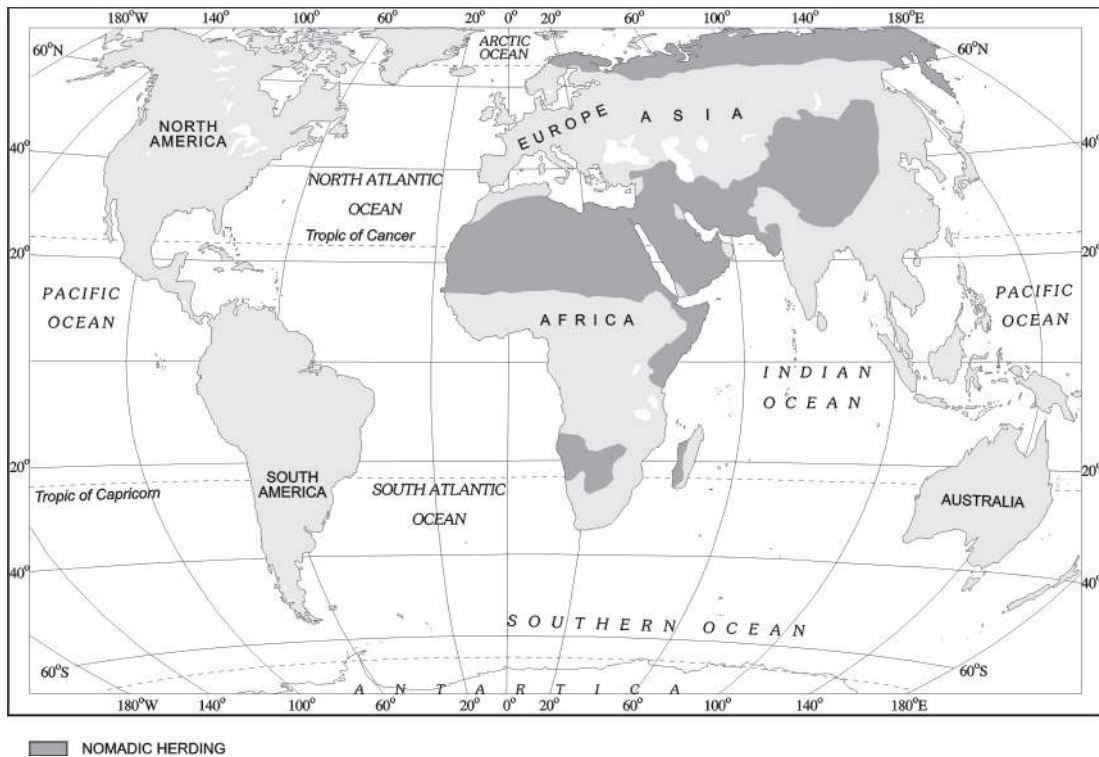 180°W 140° 100° 60° 20° 0° 20° 60° 100° 140° 180°E
60°N
ARCTIC
OCEAN
60°N
NORTH
AMERICA
EUROPE
ASIA
40°
40°
NORTH ATLANTIC
OCEAN
Tropic of Cancer
20°
20°
PACIFIC
OCEAN
AFRICA
PACIFIC
OCEAN
INDIAN
OCEAN
20°
20°
Tropic of Capricorn
SOUTH
AMERICA
SOUTH ATLANTIC
OCEAN
AUSTRALIA
40°
40°
SOUTHERN OCEAN
60°S
60°S
ANTARTICA
180°W 140° 100° 60° 20° 0° 20° 60° 100° 140° 180°E
NOMADIC HERDING